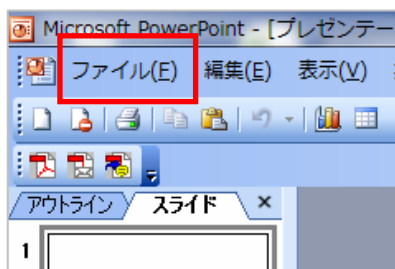 Microsoft PowerPoint - [プレゼンテー
ファイル(F) 編集(E) 表示(V)
アウトライン スライド ×
1